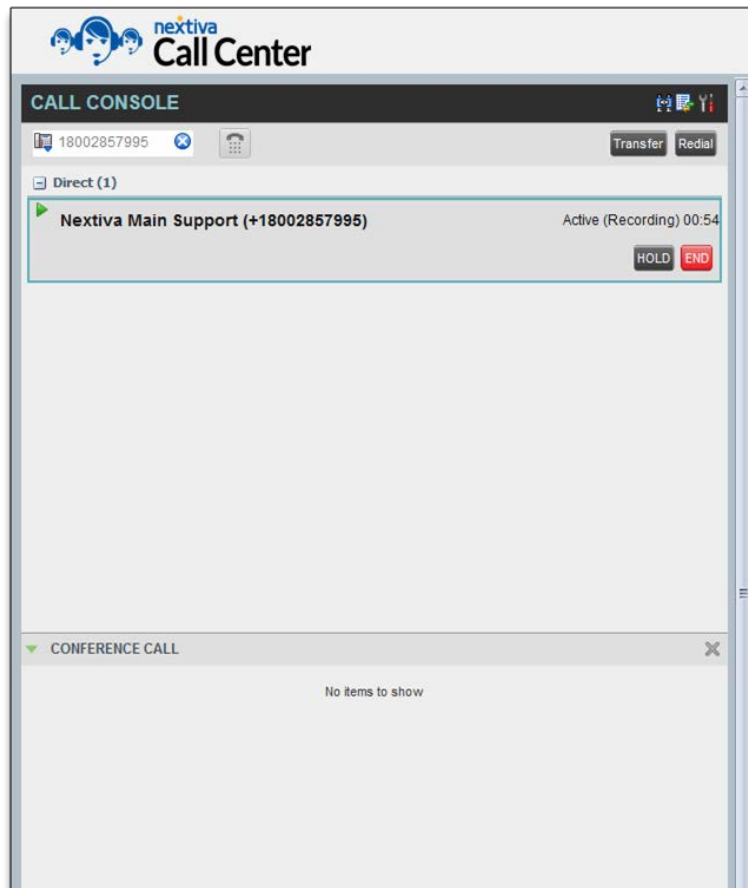 nextiva
Call Center
CALL CONSOLE
18002857995
Transfer Redial
Direct (1)
Nextiva Main Support (+18002857995) Active (Recording) 00:54
HOLD END
CONFERENCE CALL
No items to show